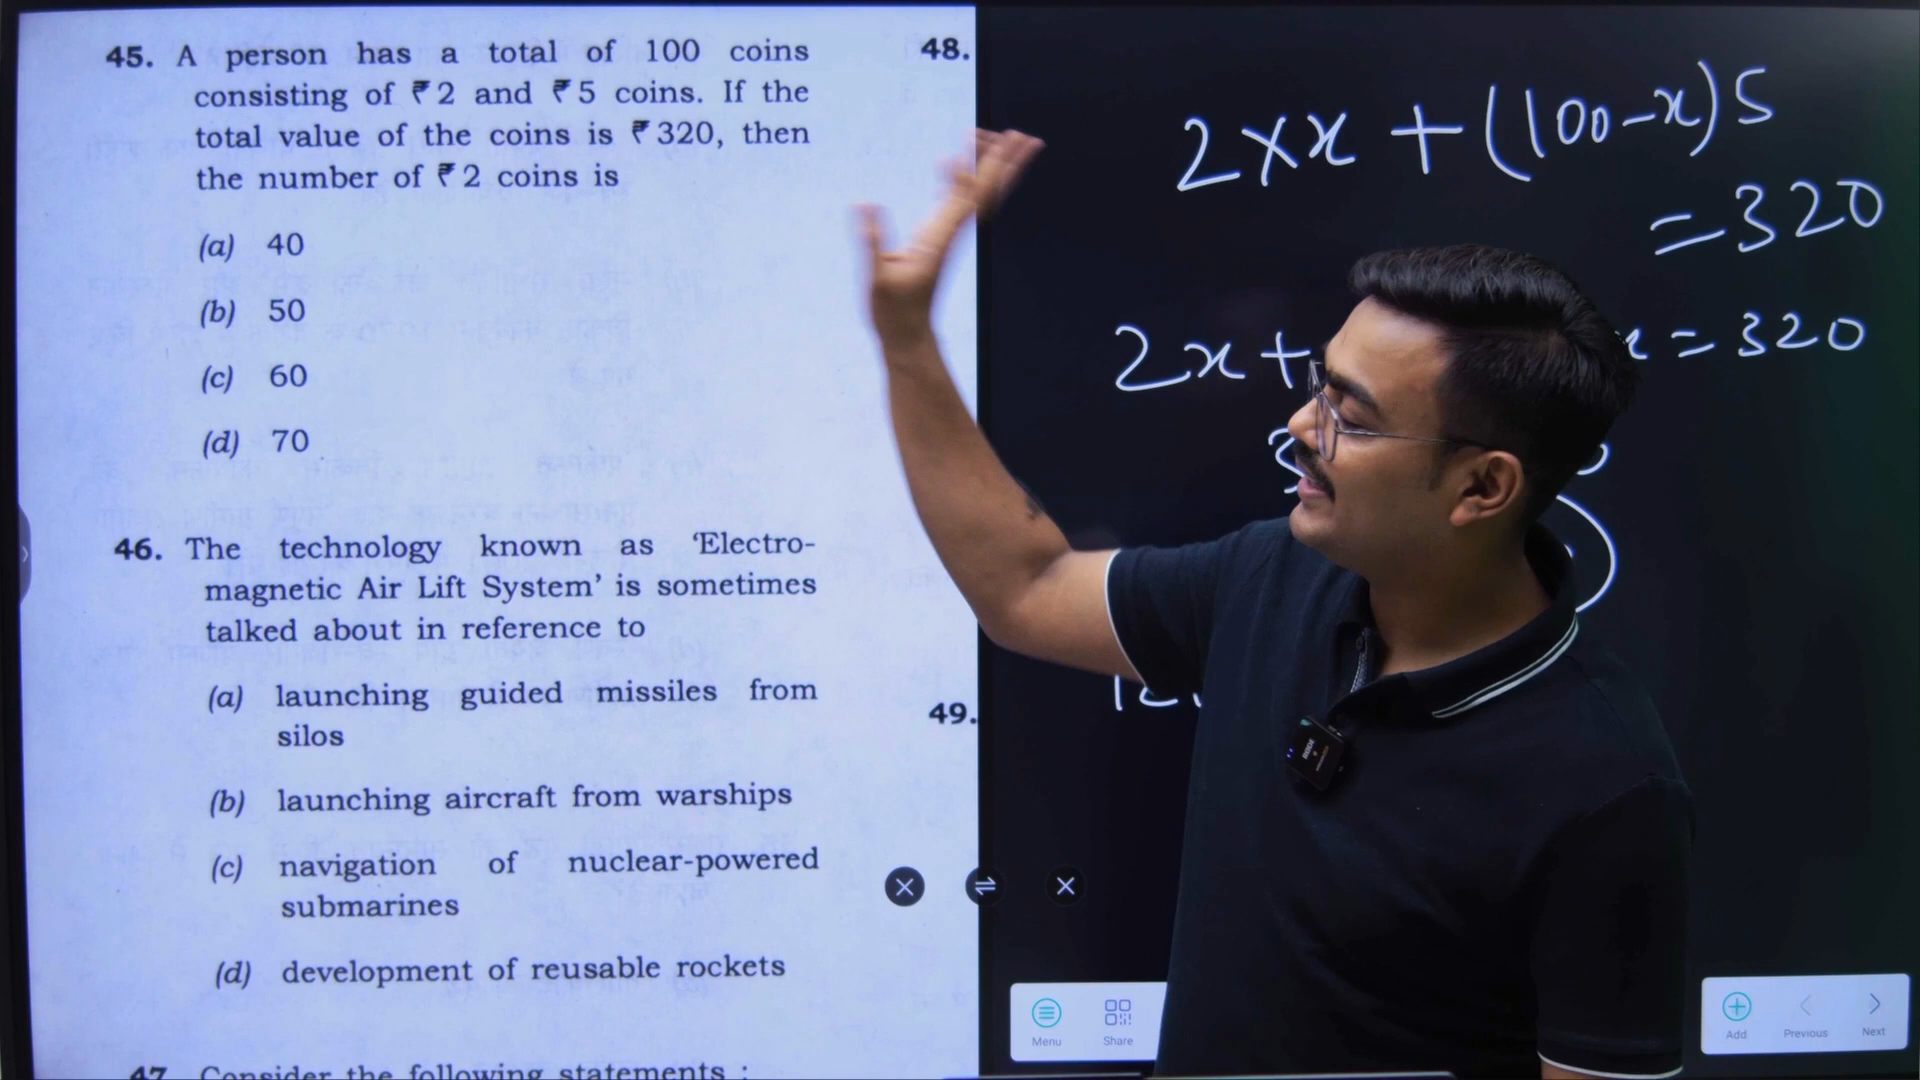 45. A person has a total of 100 coins
consisting of ₹2 and ₹5 coins. If the
total value of the coins is ₹320, then
the number of ₹2 coins is
(a) 40
(b) 50
(c) 60
(d) 70
46. The technology known as ‘Electro-
magnetic Air Lift System’ is sometimes
talked about in reference to
(a) launching guided missiles from
silos
(b) launching aircraft from warships
(c) navigation of nuclear-powered
submarines
(d) development of reusable rockets
47 Consider the following statements :
48.
49.
2×x + (100-x)5
= 320
2x+
x = 320
RODE
Menu
Share
Add
Previous
Next